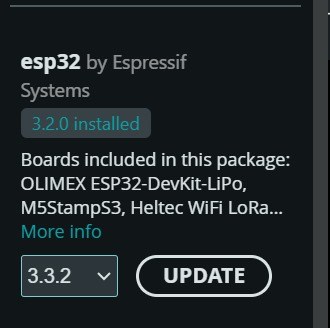 esp32 by Espressif
Systems
3.2.0 installed
Boards included in this package:
OLIMEX ESP32-DevKit-LiPo,
M5StampS3, Heltec WiFi LoRa...
More info
3.3.2
UPDATE